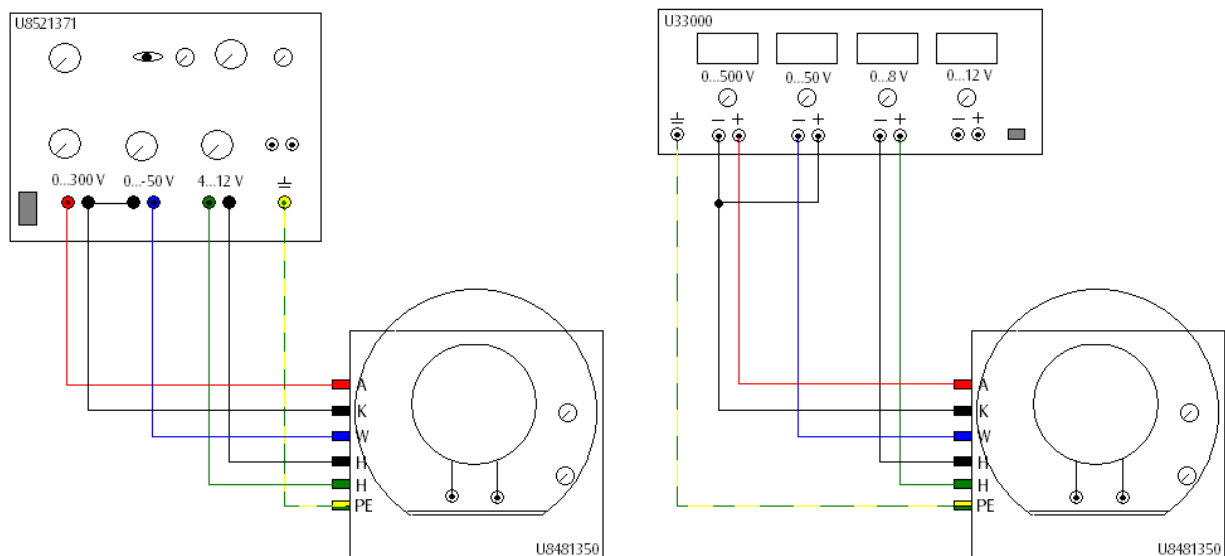 U8521371
0...300 V
0...-50 V
4...12 V
A
K
W
H
H
PE
U8481350
U33000
0...500 V
0...50 V
0...8 V
0...12 V
− +
− +
− +
− +
A
K
W
H
H
PE
U8481350